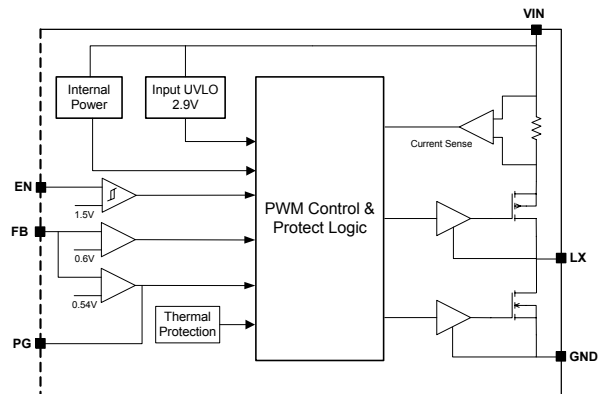 VIN
Internal
Power
Input UVLO
2.9V
Current Sense
EN
1.5V
PWM Control &
Protect Logic
FB
0.6V
LX
0.54V
Thermal
Protection
PG
GND